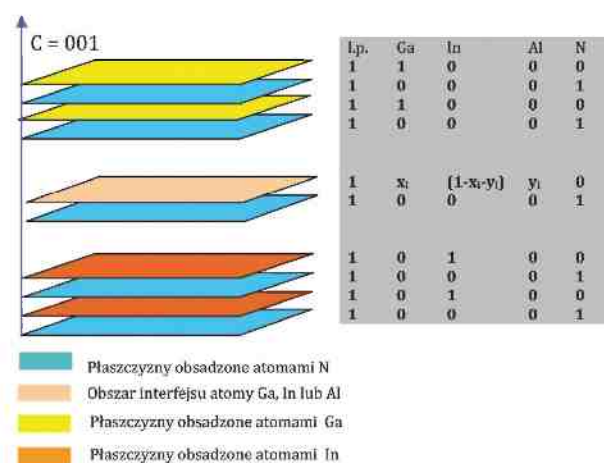 C = 001
l.p. Ga In Al N
1 1 0 0 0
1 0 0 0 1
1 1 0 0 0
1 0 0 0 1
1 xᵢ (1-xᵢ-yᵢ) yᵢ 0
1 0 0 0 1
1 0 1 0 0
1 0 0 0 1
1 0 1 0 0
1 0 0 0 1
Płaszczyzny obsadzone atomami N
Obszar interfejsu atomy Ga, In lub Al
Płaszczyzny obsadzone atomami Ga
Płaszczyzny obsadzone atomami In